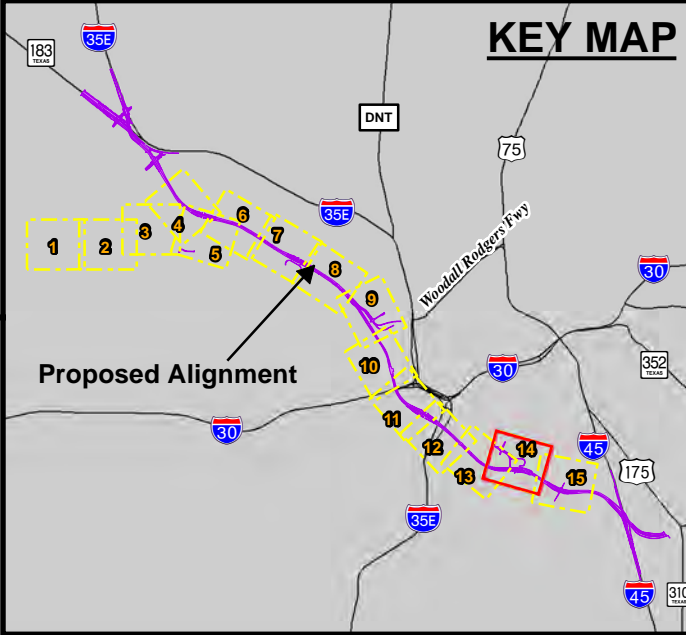 KEY MAP
35E
183
TEXAS
DNT
75
35E
Woodall Rodgers Fwy
30
1
2
3
4
5
6
7
8
9
Proposed Alignment
10
30
352
TEXAS
30
11
12
13
14
15
45
175
35E
45
310
TEXAS